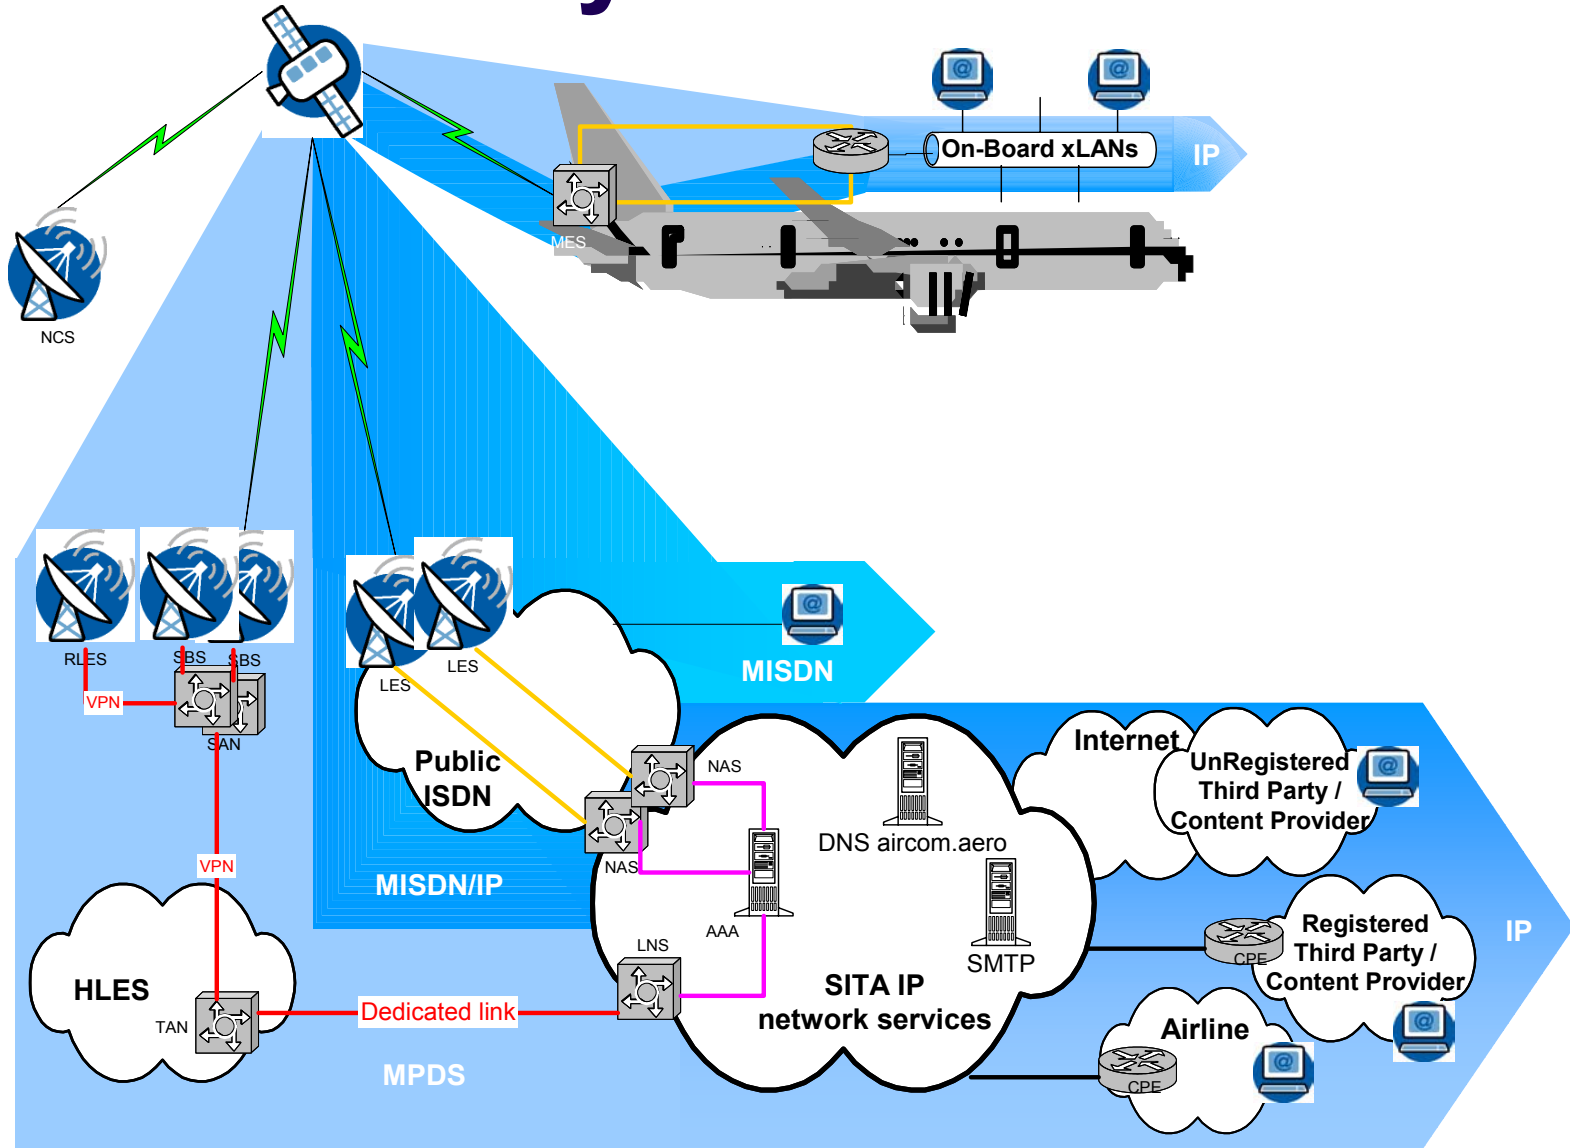 On-Board xLANs
IP
MES
NCS
RLES
SBS
SBS
LES
LES
MISDN
VPN
SAN
Public
ISDN
NAS
NAS
Internet
UnRegistered
Third Party /
Content Provider
DNS aircom.aero
VPN
MISDN/IP
AAA
SMTP
LNS
Registered
Third Party /
Content Provider
CPE
IP
HLES
TAN
Dedicated link
SITA IP
network services
Airline
CPE
MPDS